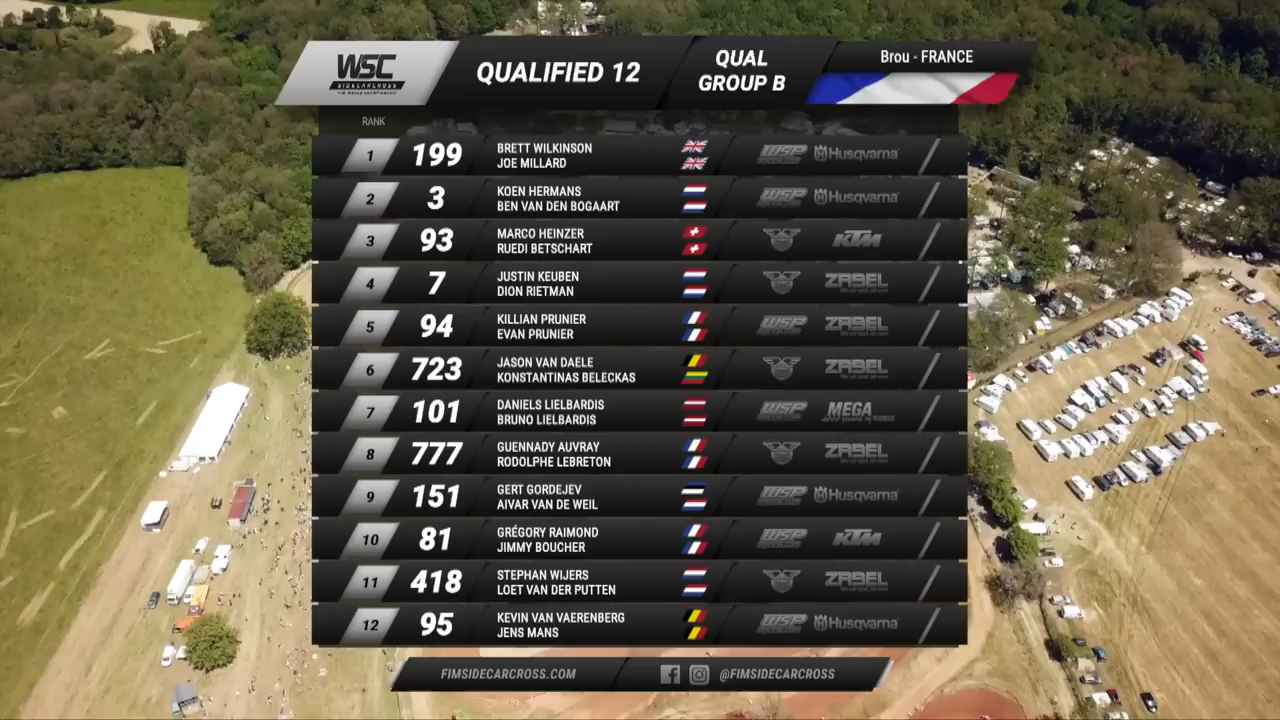 WSC
SIDECARCROSS
FIM WORLD CHAMPIONSHIP
QUALIFIED 12
QUAL
GROUP B
Brou - FRANCE
RANK
1 199 BRETT WILKINSON
JOE MILLARD
WSP Husqvarna
2 3 KOEN HERMANS
BEN VAN DEN BOGAART
WSP Husqvarna
3 93 MARCO HEINZER
RUEDI BETSCHART
KTM
4 7 JUSTIN KEUBEN
DION RIETMAN
ZABEL
5 94 KILLIAN PRUNIER
EVAN PRUNIER
WSP ZABEL
6 723 JASON VAN DAELE
KONSTANTINAS BELECKAS
ZABEL
7 101 DANIELS LIELBARDIS
BRUNO LIELBARDIS
WSP MEGA
8 777 GUENNADY AUVRAY
RODOLPHE LEBRETON
ZABEL
9 151 GERT GORDEJEV
AIVAR VAN DE WEIL
WSP Husqvarna
10 81 GRÉGORY RAIMOND
JIMMY BOUCHER
WSP KTM
11 418 STEPHAN WIJERS
LOET VAN DER PUTTEN
ZABEL
12 95 KEVIN VAN VAERENBERG
JENS MANS
WSP Husqvarna
FIMSIDECARCROSS.COM
@FIMSIDECARCROSS